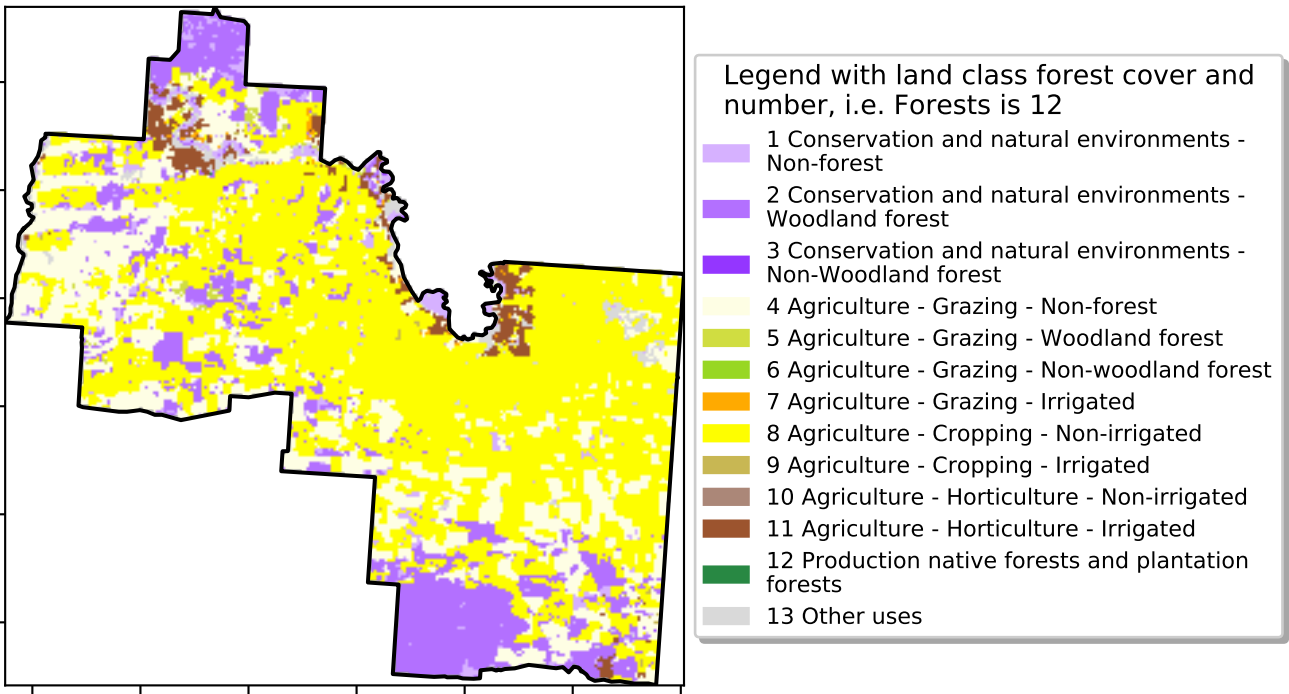 Legend with land class forest cover and
number, i.e. Forests is 12
1 Conservation and natural environments -
Non-forest
2 Conservation and natural environments -
Woodland forest
3 Conservation and natural environments -
Non-Woodland forest
4 Agriculture - Grazing - Non-forest
5 Agriculture - Grazing - Woodland forest
6 Agriculture - Grazing - Non-woodland forest
7 Agriculture - Grazing - Irrigated
8 Agriculture - Cropping - Non-irrigated
9 Agriculture - Cropping - Irrigated
10 Agriculture - Horticulture - Non-irrigated
11 Agriculture - Horticulture - Irrigated
12 Production native forests and plantation
forests
13 Other uses